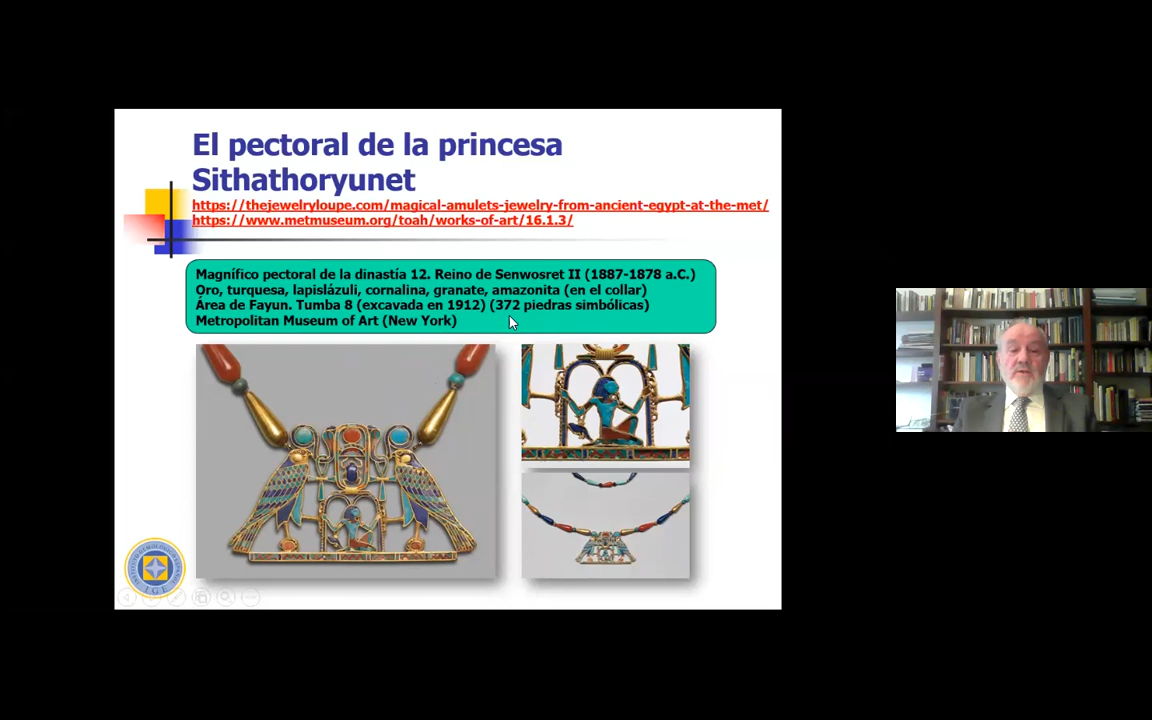 El pectoral de la princesa
Sithathoryunet
https://thejewelryloupe.com/magical-amulets-jewelry-from-ancient-egypt-at-the-met/
https://www.metmuseum.org/toah/works-of-art/16.1.3/
Magnífico pectoral de la dinastía 12. Reino de Senwosret II (1887-1878 a.C.)
Oro, turquesa, lapislázuli, cornalina, granate, amazonita (en el collar)
Área de Fayun. Tumba 8 (excavada en 1912) (372 piedras simbólicas)
Metropolitan Museum of Art (New York)
INSTITUTO GEMOLÓGICO ESPAÑOL
I G E